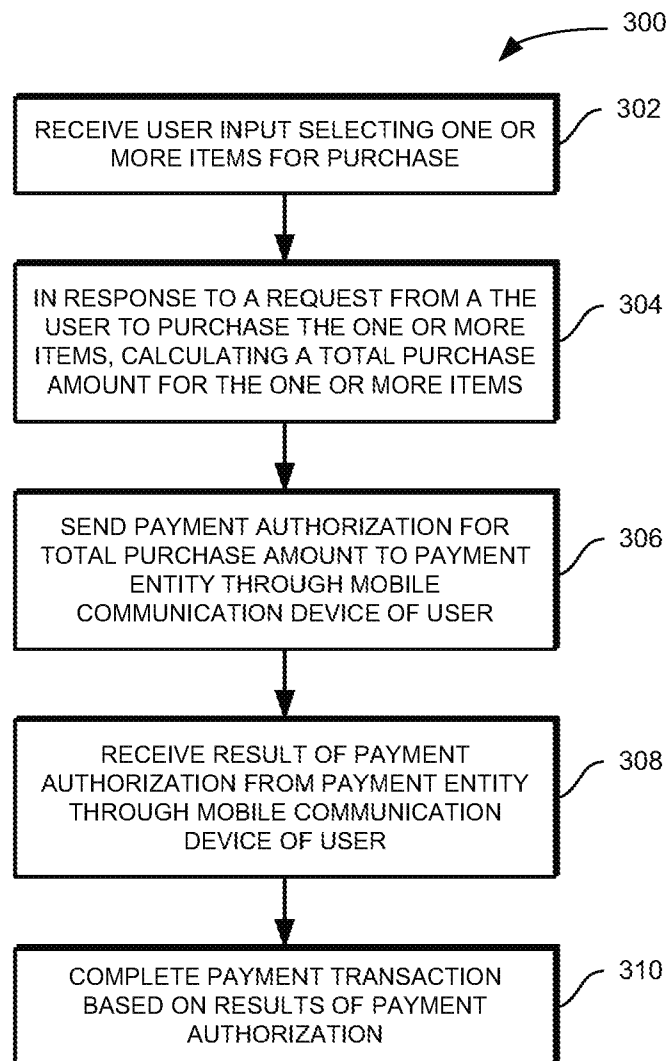 300
RECEIVE USER INPUT SELECTING ONE OR
MORE ITEMS FOR PURCHASE
302
IN RESPONSE TO A REQUEST FROM A THE
USER TO PURCHASE THE ONE OR MORE
ITEMS, CALCULATING A TOTAL PURCHASE
AMOUNT FOR THE ONE OR MORE ITEMS
304
SEND PAYMENT AUTHORIZATION FOR
TOTAL PURCHASE AMOUNT TO PAYMENT
ENTITY THROUGH MOBILE
COMMUNICATION DEVICE OF USER
306
RECEIVE RESULT OF PAYMENT
AUTHORIZATION FROM PAYMENT ENTITY
THROUGH MOBILE COMMUNICATION
DEVICE OF USER
308
COMPLETE PAYMENT TRANSACTION
BASED ON RESULTS OF PAYMENT
AUTHORIZATION
310